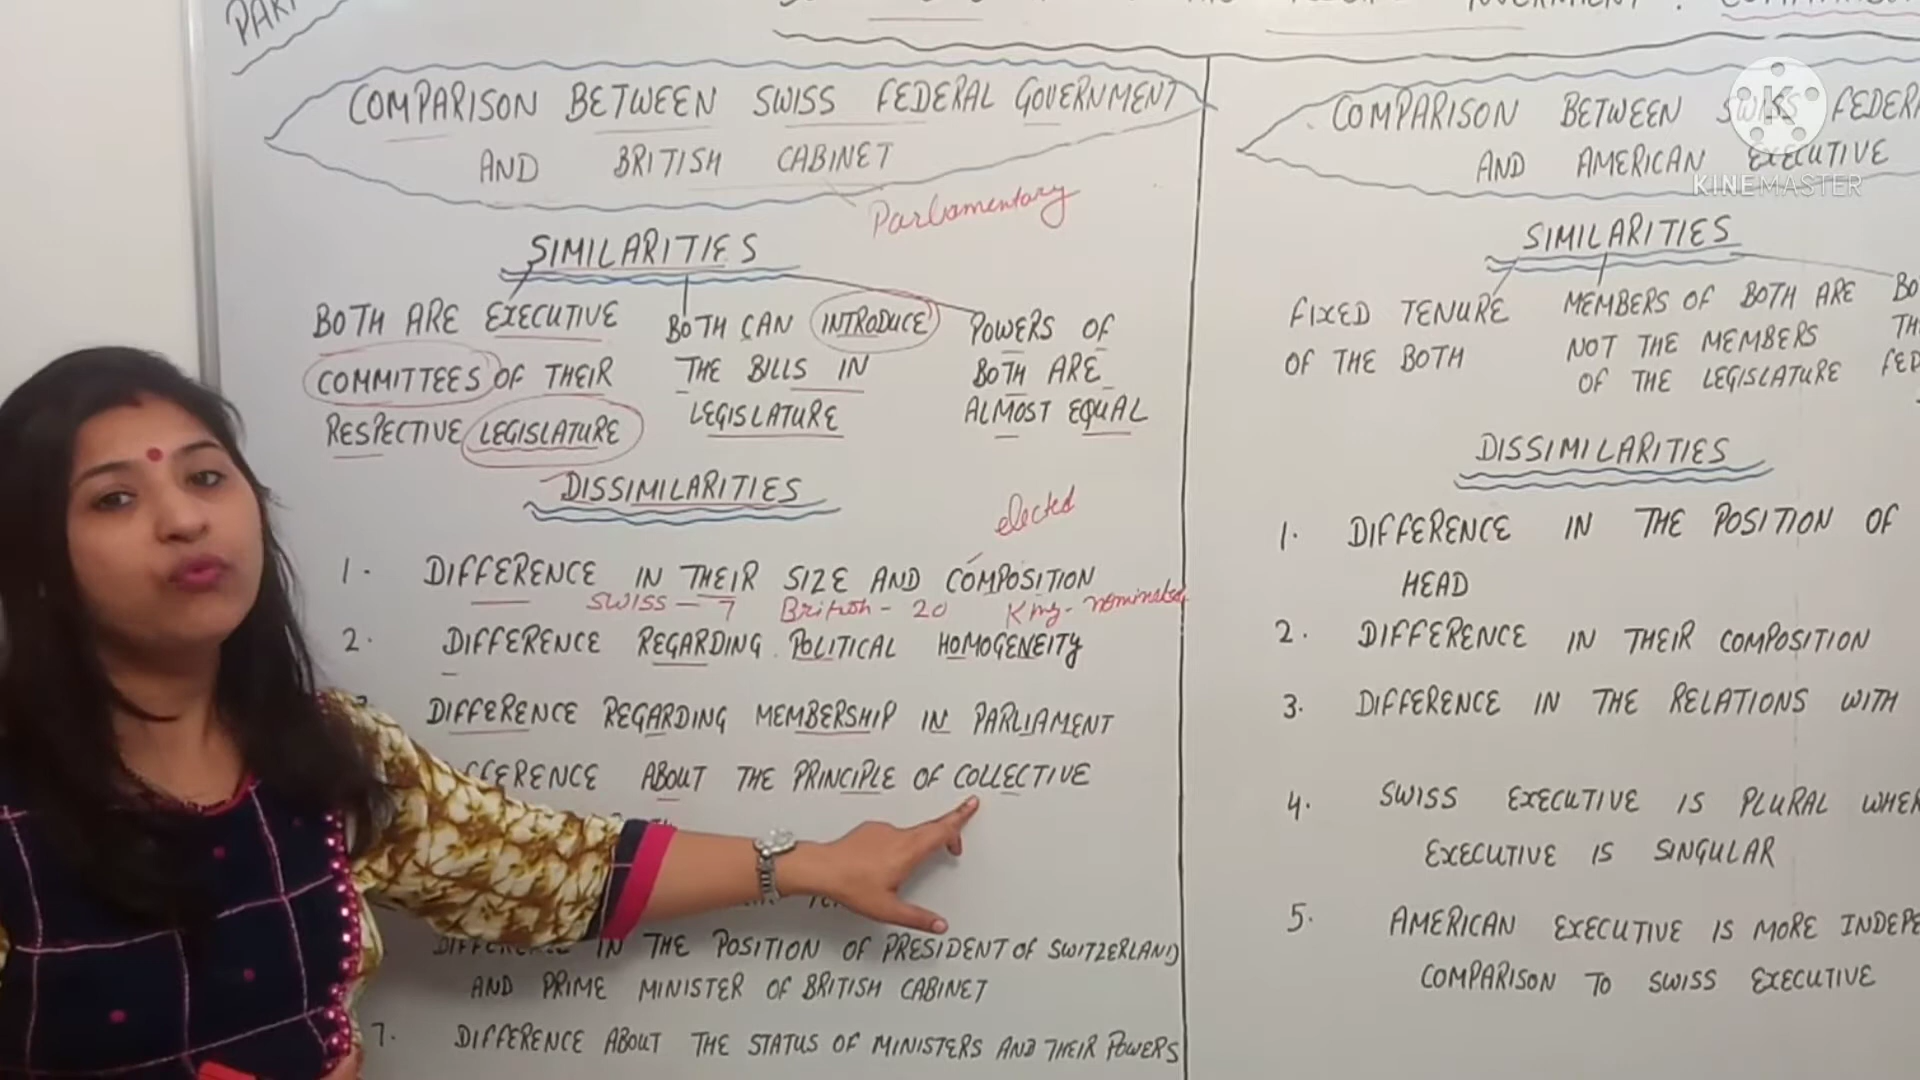 COMPARISON BETWEEN SWISS FEDERAL GOVERNMENT
AND BRITISH CABINET
Parliamentary
SIMILARITIES
BOTH ARE EXECUTIVE
COMMITTEES OF THEIR
RESPECTIVE LEGISLATURE
BOTH CAN INTRODUCE
THE BILLS IN
LEGISLATURE
POWERS OF
BOTH ARE
ALMOST EQUAL
DISSIMILARITIES
elected
1. DIFFERENCE IN THEIR SIZE AND COMPOSITION
SWISS - 7 British - 20 King - nominated
2. DIFFERENCE REGARDING POLITICAL HOMOGENEITY
DIFFERENCE REGARDING MEMBERSHIP IN PARLIAMENT
ABOUT THE PRINCIPLE OF COLLECTIVE
DIFFERENCE IN THE POSITION OF PRESIDENT OF SWITZERLAND
AND PRIME MINISTER OF BRITISH CABINET
7. DIFFERENCE ABOUT THE STATUS OF MINISTERS AND THEIR POWERS
COMPARISON BETWEEN SWISS FEDERA
AND AMERICAN EXECUTIVE
KINEMASTER
SIMILARITIES
FIXED TENURE
OF THE BOTH
MEMBERS OF BOTH ARE
NOT THE MEMBERS
OF THE LEGISLATURE
DISSIMILARITIES
1. DIFFERENCE IN THE POSITION OF
HEAD
2. DIFFERENCE IN THEIR COMPOSITION
3. DIFFERENCE IN THE RELATIONS WITH
4. SWISS EXECUTIVE IS PLURAL WHER
EXECUTIVE IS SINGULAR
5. AMERICAN EXECUTIVE IS MORE INDEPE
COMPARISON TO SWISS EXECUTIVE